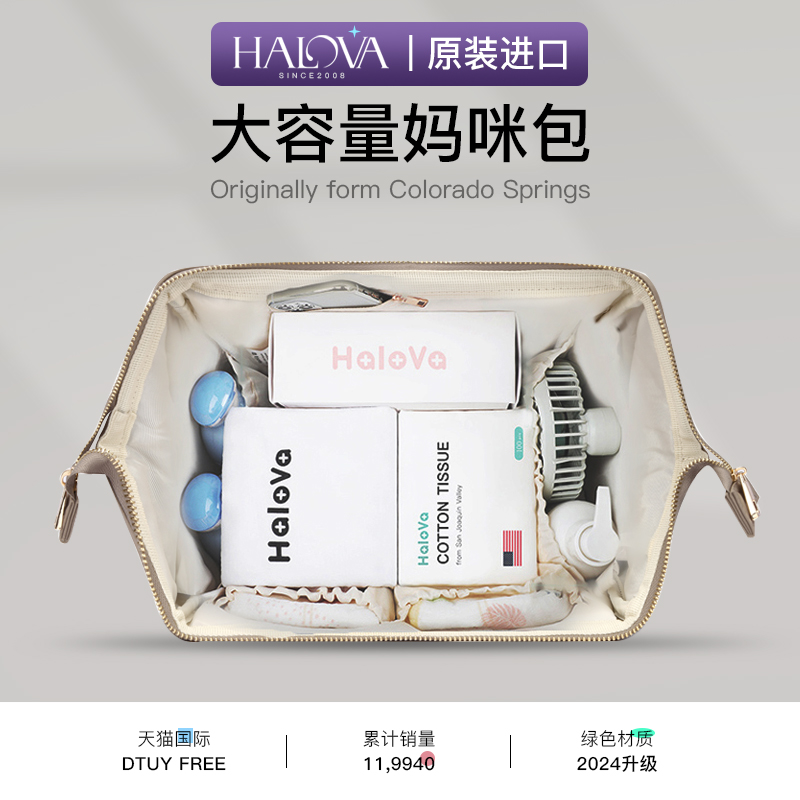 HALOVA | 原装进口
SINCE2008
大容量妈咪包
Originally form Colorado Springs
HaloVa
HaloVa
HaloVa
COTTON TISSUE
from San Joaquin Valley
天猫国际
DTUY FREE
累计销量
11,9940
绿色材质
2024升级